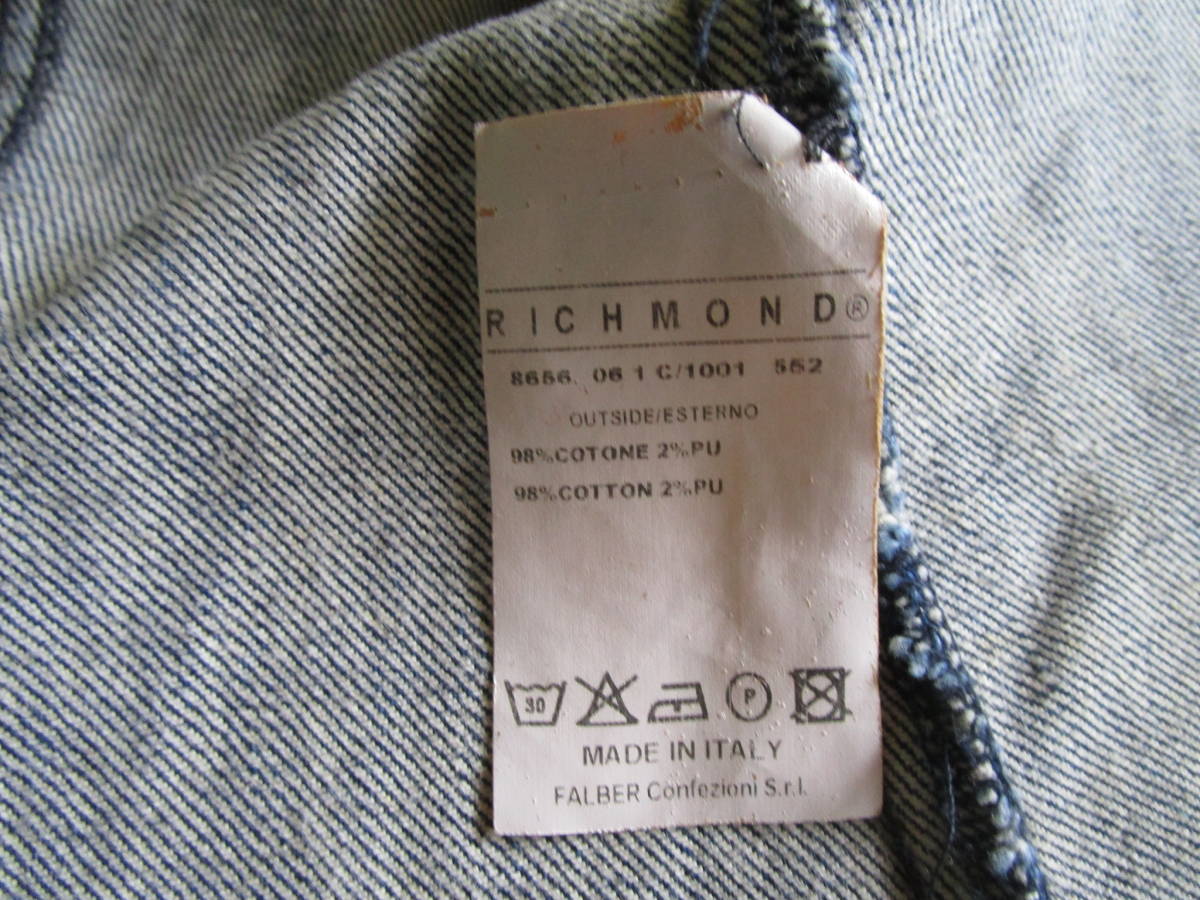 RICHMOND®
8656. 06 1 C/1001 552
OUTSIDE/ESTERNO
98%COTONE 2%PU
98%COTTON 2%PU
30 P
MADE IN ITALY
FALBER Confezioni S.r.l.